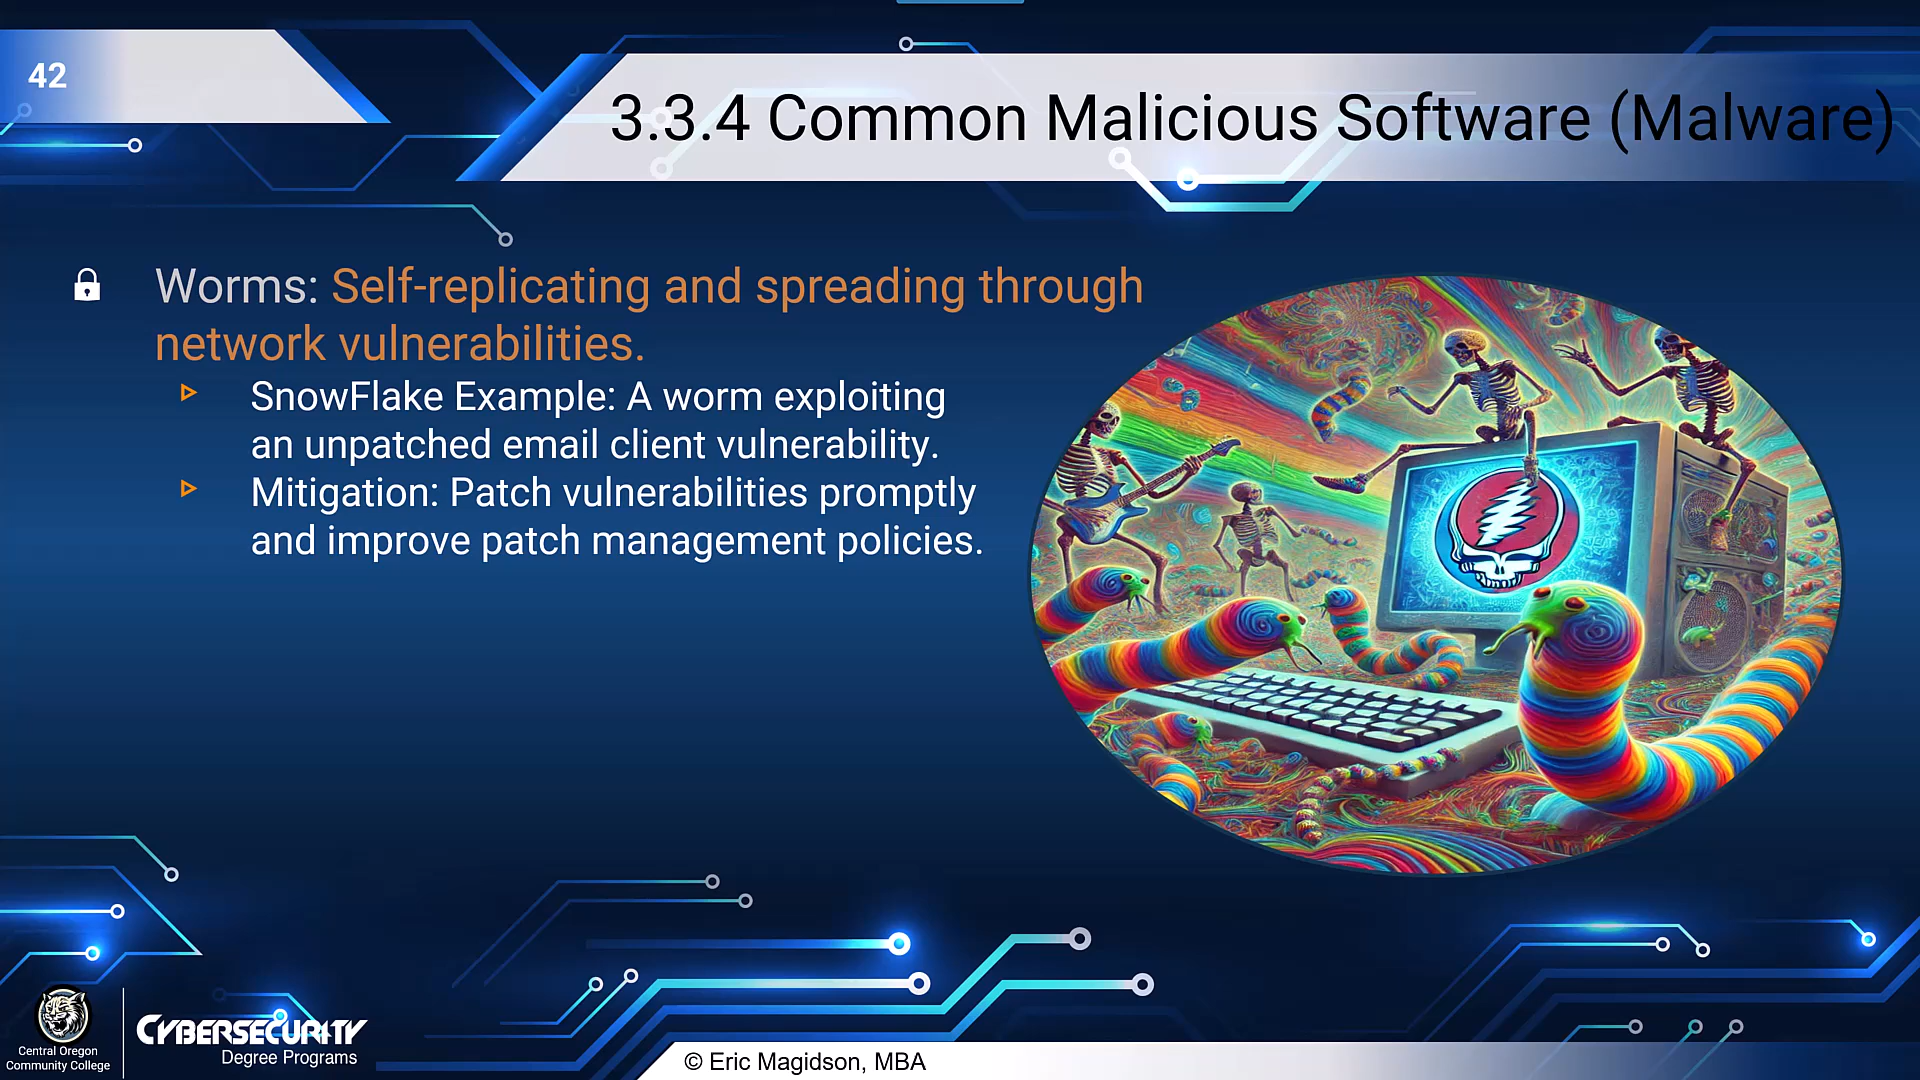 42
3.3.4 Common Malicious Software (Malware)
Worms: Self-replicating and spreading through
network vulnerabilities.
SnowFlake Example: A worm exploiting
an unpatched email client vulnerability.
Mitigation: Patch vulnerabilities promptly
and improve patch management policies.
Central Oregon
Community College
CYBERSECURITY
Degree Programs
© Eric Magidson, MBA